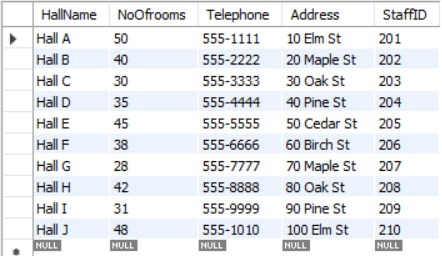 HallName NoOfrooms Telephone Address StaffID
Hall A 50 555-1111 10 Elm St 201
Hall B 40 555-2222 20 Maple St 202
Hall C 30 555-3333 30 Oak St 203
Hall D 35 555-4444 40 Pine St 204
Hall E 45 555-5555 50 Cedar St 205
Hall F 38 555-6666 60 Birch St 206
Hall G 28 555-7777 70 Maple St 207
Hall H 42 555-8888 80 Oak St 208
Hall I 31 555-9999 90 Pine St 209
Hall J 48 555-1010 100 Elm St 210
NULL NULL NULL NULL NULL